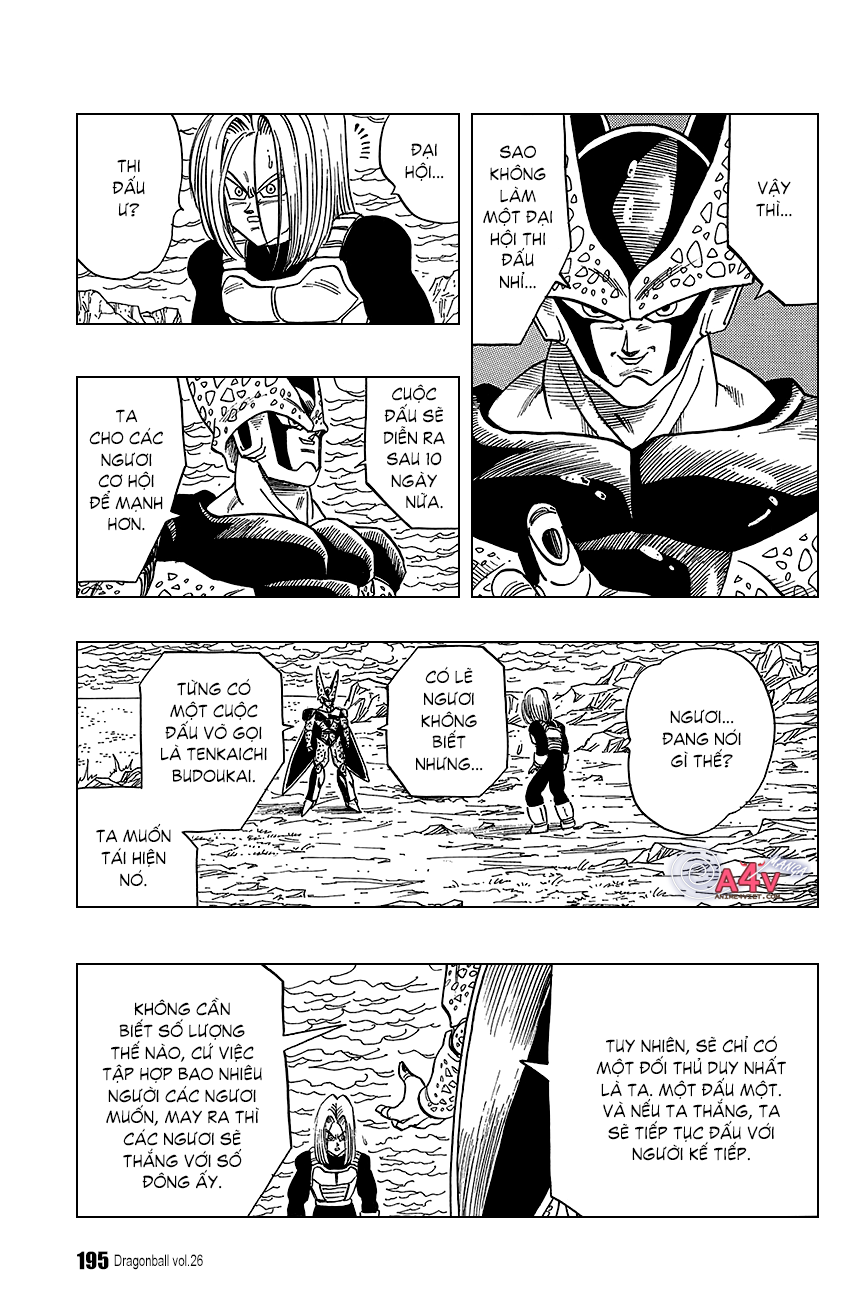 VẬY
THÌ...
SAO
KHÔNG
LÀM
MỘT ĐẠI
HỘI THI
ĐẤU
NHỈ...
ĐẠI
HỘI...
THI
ĐẤU
Ư?
CUỘC
ĐẤU SẼ
DIỄN RA
SAU 10
NGÀY
NỮA.
TA
CHO CÁC
NGƯƠI
CƠ HỘI
ĐỂ MẠNH
HƠN.
NGƯƠI...
ĐANG NÓI
GÌ THẾ?
CÓ LẼ
NGƯƠI
KHÔNG
BIẾT
NHƯNG...
TỪNG CÓ
MỘT CUỘC
ĐẤU VÕ GỌI
LÀ TENKAICHI
BUDOUKAI.
TA MUỐN
TÁI HIỆN
NÓ.
A4V
ANIME4VIET.COM
TUY NHIÊN, SẼ CHỈ CÓ
MỘT ĐỐI THỦ DUY NHẤT
LÀ TA. MỘT ĐẤU MỘT.
VÀ NẾU TA THẮNG, TA
SẼ TIẾP TỤC ĐẤU VỚI
NGƯỜI KẾ TIẾP.
KHÔNG CẦN
BIẾT SỐ LƯỢNG
THẾ NÀO, CỨ VIỆC
TẬP HỢP BAO NHIÊU
NGƯỜI CÁC NGƯƠI
MUỐN, MAY RA THÌ
CÁC NGƯƠI SẼ
THẮNG VỚI SỐ
ĐÔNG ẤY.
195 Dragonball vol.26